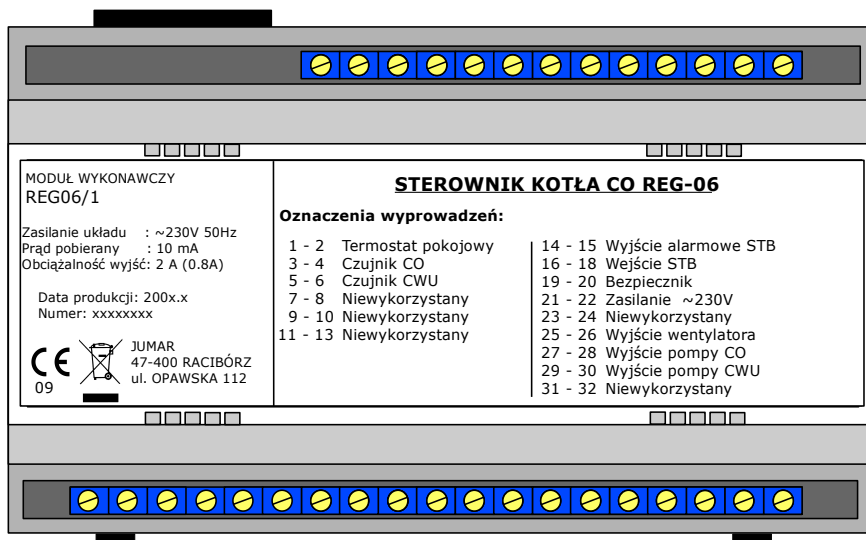 MODUŁ WYKONAWCZY
REG06/1
Zasilanie układu : ~230V 50Hz
Prąd pobierany : 10 mA
Obciążalność wyjść: 2 A (0.8A)
Data produkcji: 200x.x
Numer: xxxxxxxx
CE
09
JUMAR
47-400 RACIBÓRZ
ul. OPAWSKA 112
STEROWNIK KOTŁA CO REG-06
Oznaczenia wyprowadzeń:
1 - 2 Termostat pokojowy
3 - 4 Czujnik CO
5 - 6 Czujnik CWU
7 - 8 Niewykorzystany
9 - 10 Niewykorzystany
11 - 13 Niewykorzystany
14 - 15 Wyjście alarmowe STB
16 - 18 Wejście STB
19 - 20 Bezpiecznik
21 - 22 Zasilanie ~230V
23 - 24 Niewykorzystany
25 - 26 Wyjście wentylatora
27 - 28 Wyjście pompy CO
29 - 30 Wyjście pompy CWU
31 - 32 Niewykorzystany